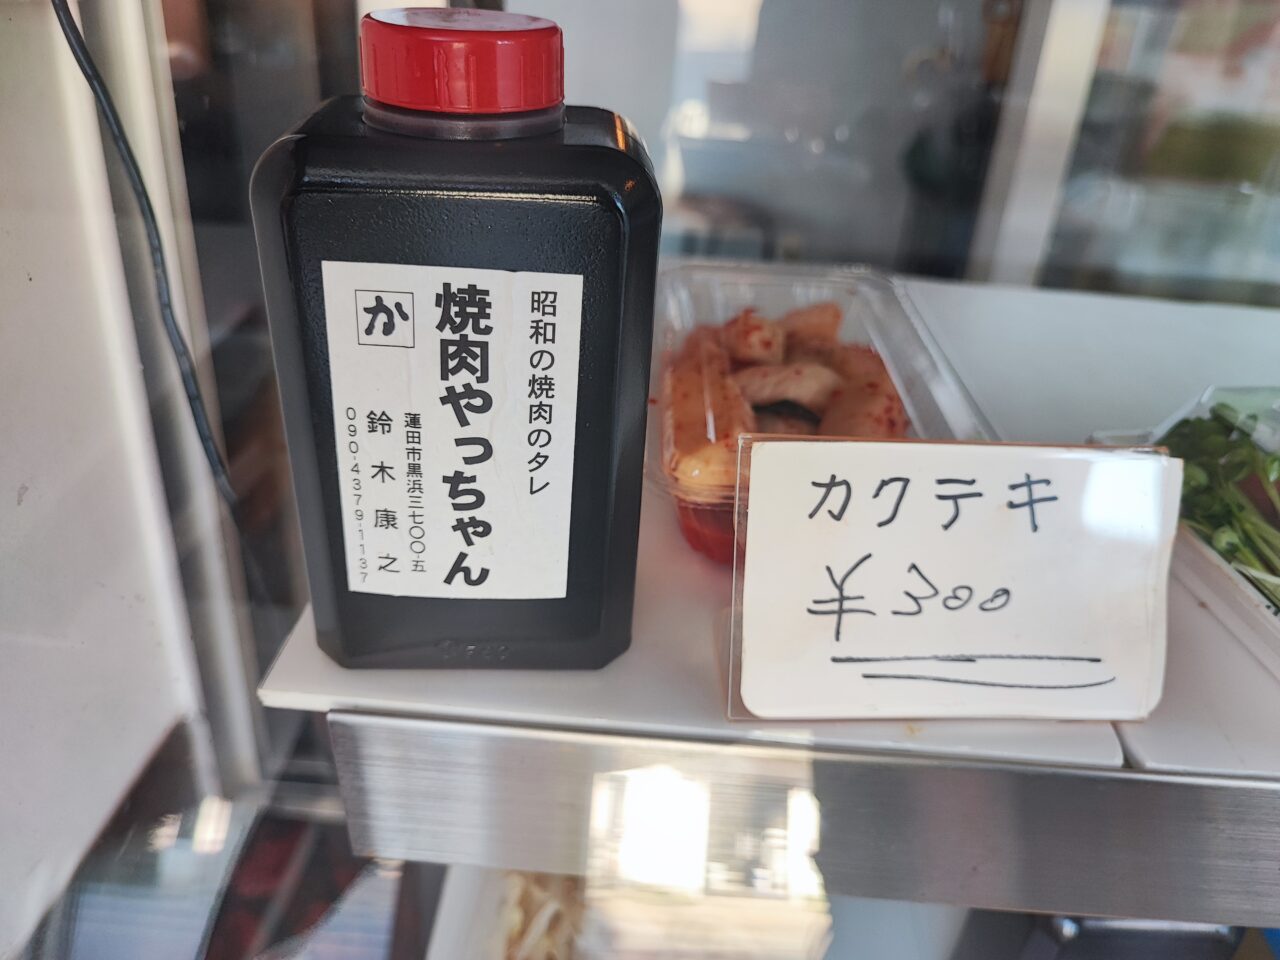 昭和の焼肉のタレ
焼肉やっちゃん
か
蓮田市黒浜三七〇〇-五
鈴木康之
090-4379-1137
カクテキ
¥300